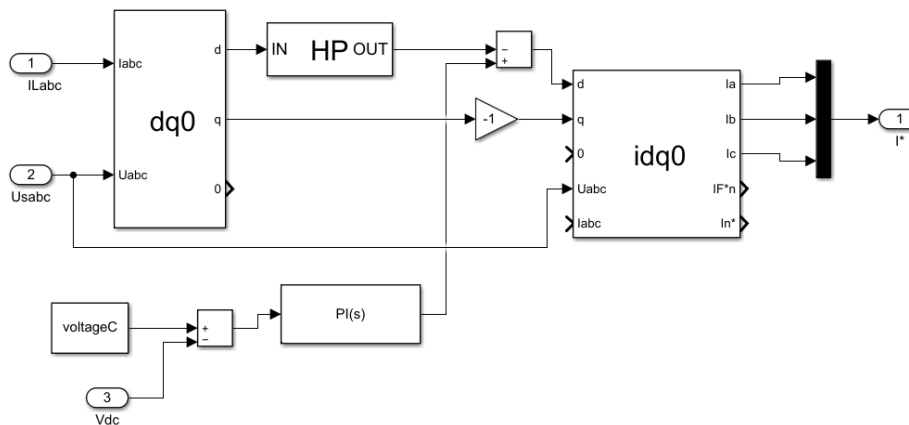 1
ILabc
2
Usabc
Iabc
Uabc
dq0
d
q
0
IN
HP
OUT
−
+
-1
d
q
0
Uabc
Iabc
idq0
Ia
Ib
Ic
IF*n
In*
1
I*
voltageC
+
−
PI(s)
3
Vdc